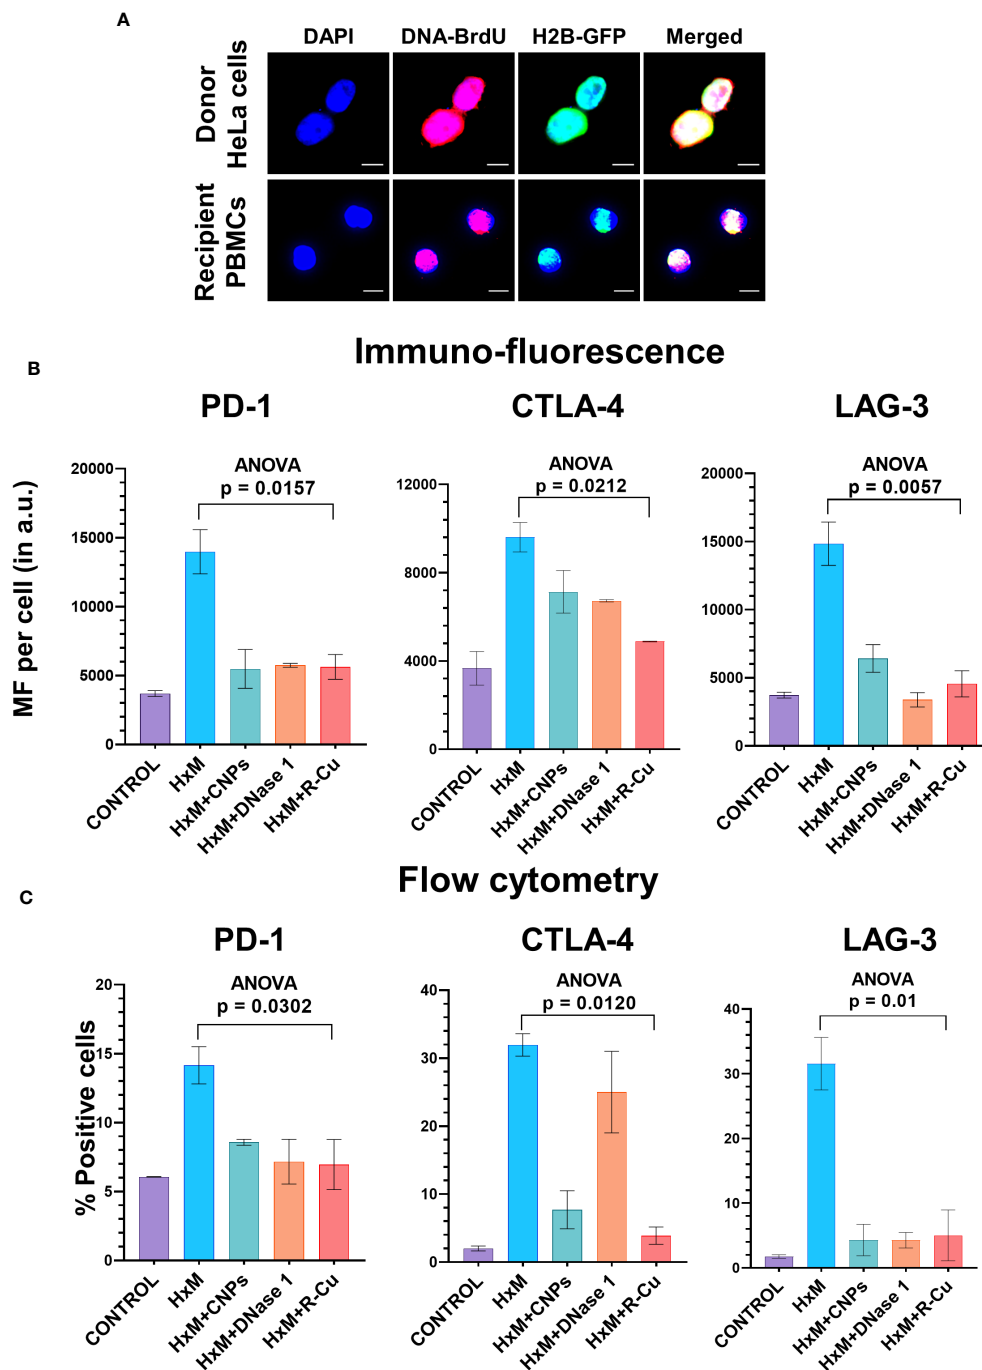 A
DAPI DNA-BrdU H2B-GFP Merged
Donor
HeLa cells
Recipient
PBMCs
Immuno-fluorescence
B
PD-1 CTLA-4 LAG-3
MF per cell (in a.u.)
ANOVA
p = 0.0157
20000
15000
10000
5000
0
CONTROL
HxM
HxM+CNPs
HxM+DNase 1
HxM+R-Cu
ANOVA
p = 0.0212
12000
8000
4000
0
CONTROL
HxM
HxM+CNPs
HxM+DNase 1
HxM+R-Cu
ANOVA
p = 0.0057
20000
15000
10000
5000
0
CONTROL
HxM
HxM+CNPs
HxM+DNase 1
HxM+R-Cu
Flow cytometry
C
PD-1 CTLA-4 LAG-3
% Positive cells
ANOVA
p = 0.0302
20
15
10
5
0
CONTROL
HxM
HxM+CNPs
HxM+DNase 1
HxM+R-Cu
ANOVA
p = 0.0120
40
30
20
10
0
CONTROL
HxM
HxM+CNPs
HxM+DNase 1
HxM+R-Cu
ANOVA
p = 0.01
40
30
20
10
0
CONTROL
HxM
HxM+CNPs
HxM+DNase 1
HxM+R-Cu